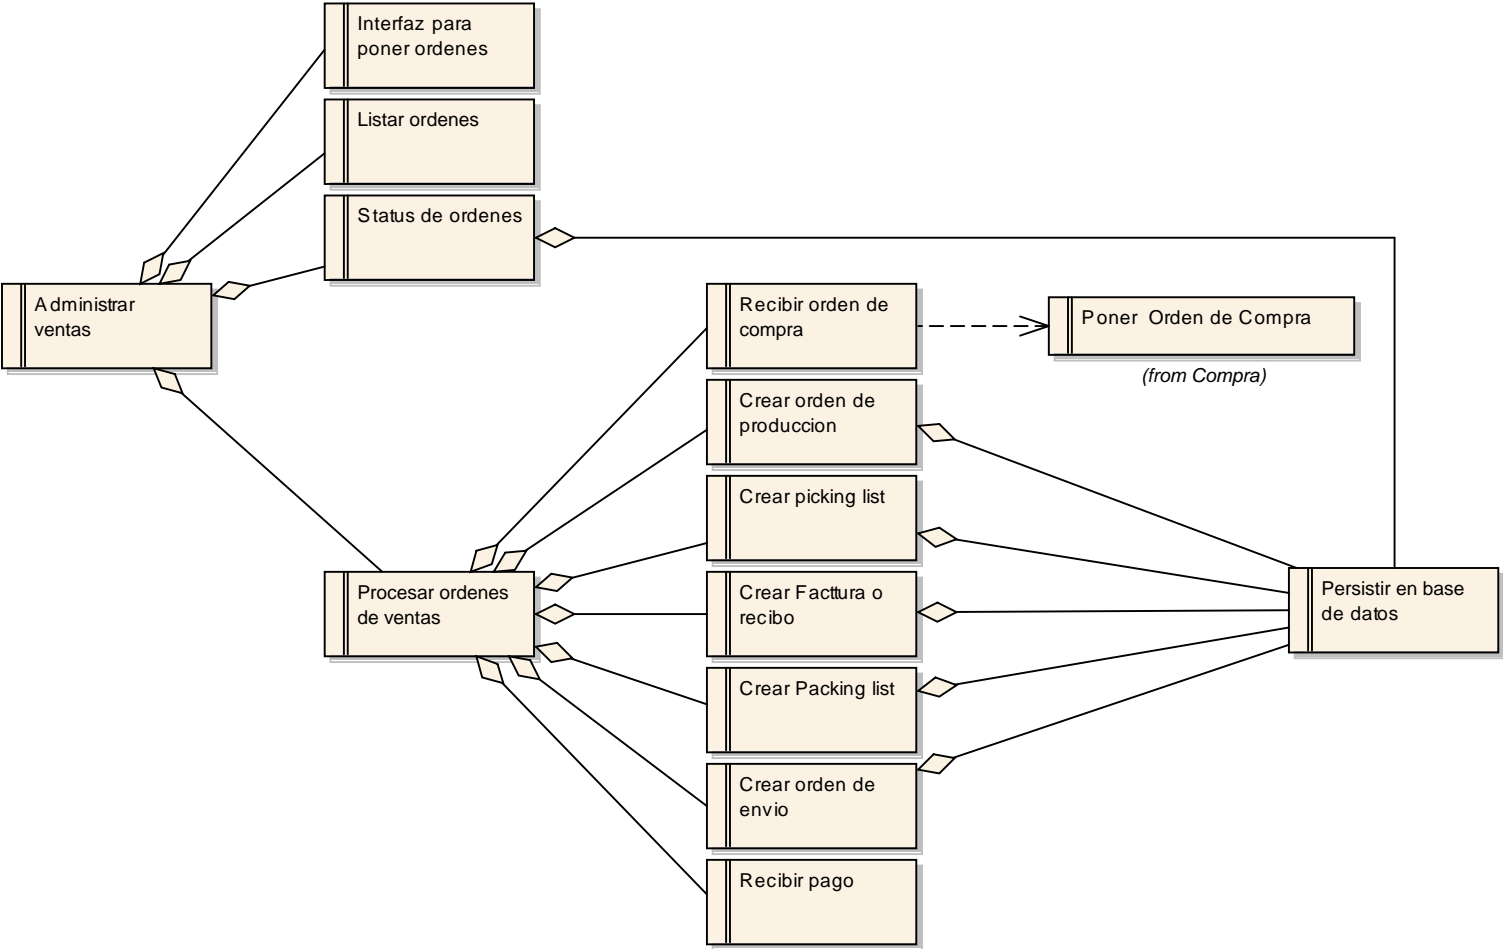 Interfaz para
poner ordenes
Listar ordenes
Status de ordenes
Administrar
ventas
Recibir orden de
compra
Poner Orden de Compra
(from Compra)
Crear orden de
produccion
Crear picking list
Procesar ordenes
de ventas
Crear Facttura o
recibo
Persistir en base
de datos
Crear Packing list
Crear orden de
envio
Recibir pago